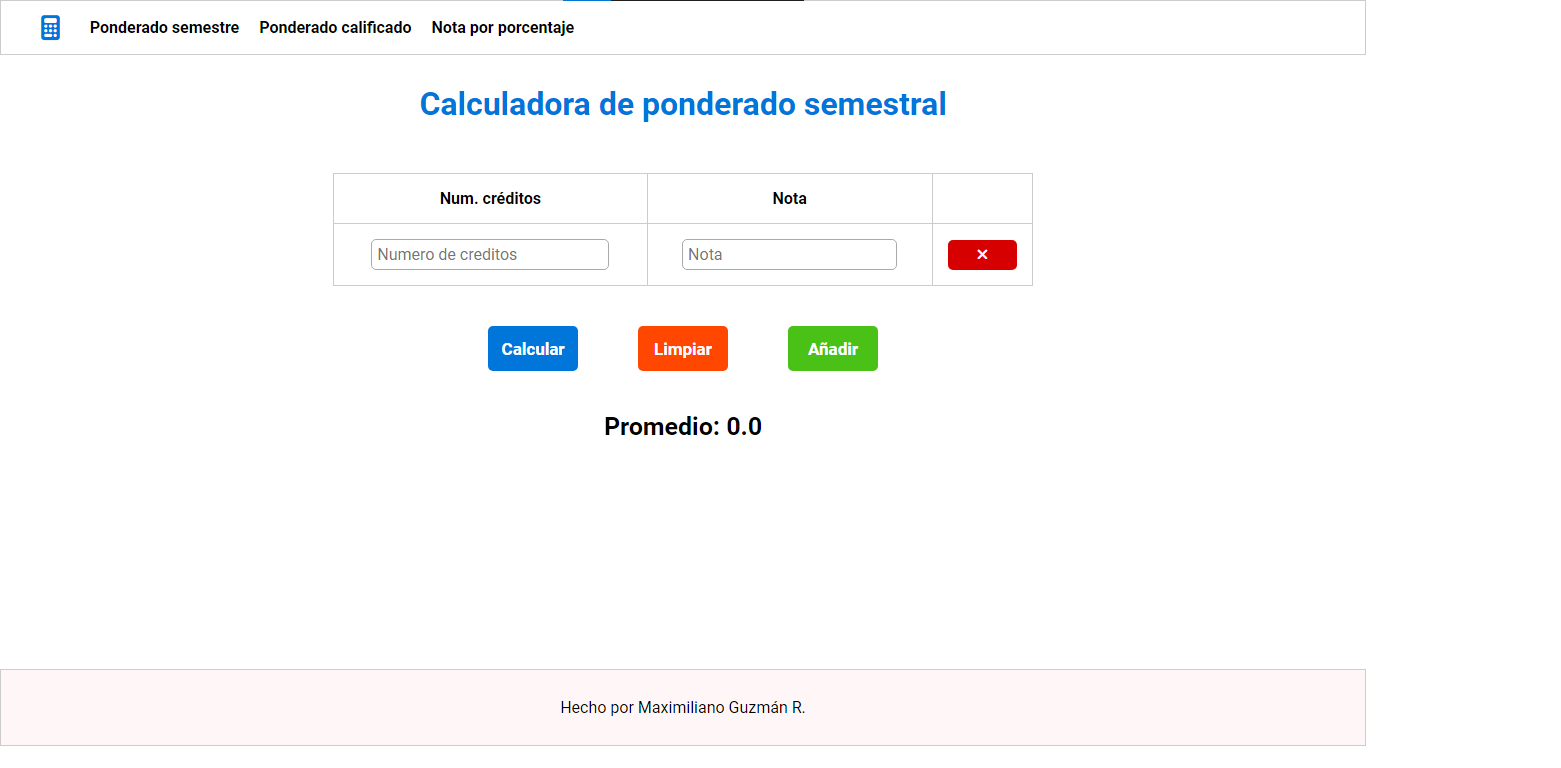 Ponderado semestre Ponderado calificado Nota por porcentaje
Calculadora de ponderado semestral
Num. créditos Nota
Numero de creditos Nota ×
Calcular Limpiar Añadir
Promedio: 0.0
Hecho por Maximiliano Guzmán R.